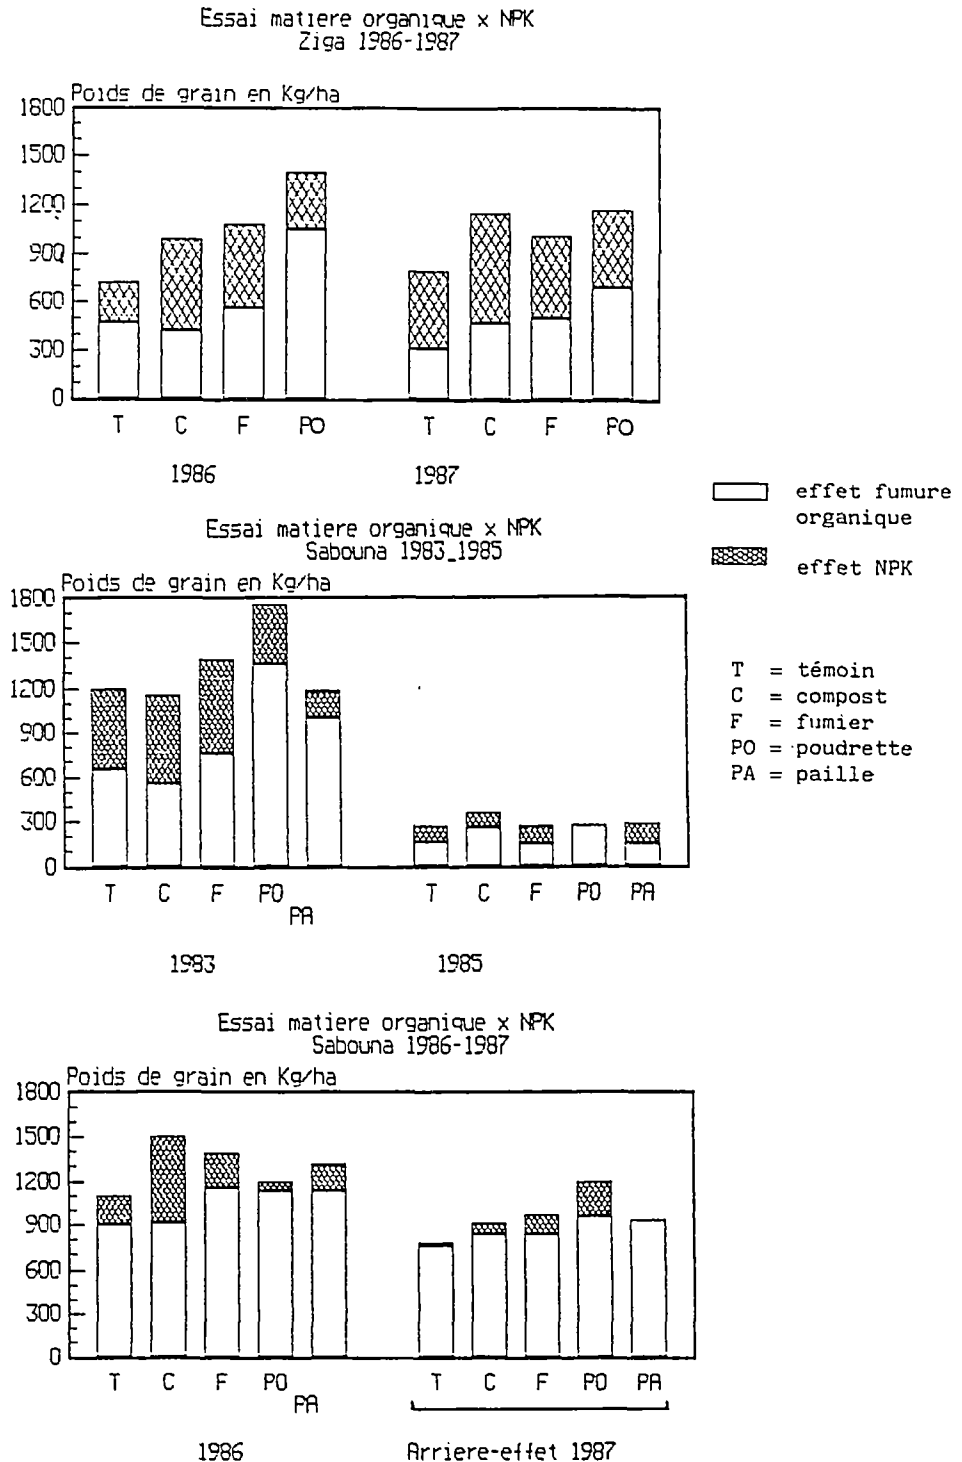 Essai matiere organique x NPK
Ziga 1986-1987
Poids de grain en Kg/ha
1800
1500
1200
900
600
300
0
T C F PO T C F PO
1986 1987
effet fumure
organique
effet NPK
T = témoin
C = compost
F = fumier
PO = poudrette
PA = paille
Essai matiere organique x NPK
Sabouna 1983_1985
Poids de grain en Kg/ha
1800
1500
1200
900
600
300
0
T C F PO T C F PO PA
PA
1983 1985
Essai matiere organique x NPK
Sabouna 1986-1987
Poids de grain en Kg/ha
1800
1500
1200
900
600
300
0
T C F PO T C F PO PA
PA
1986 Arriere-effet 1987